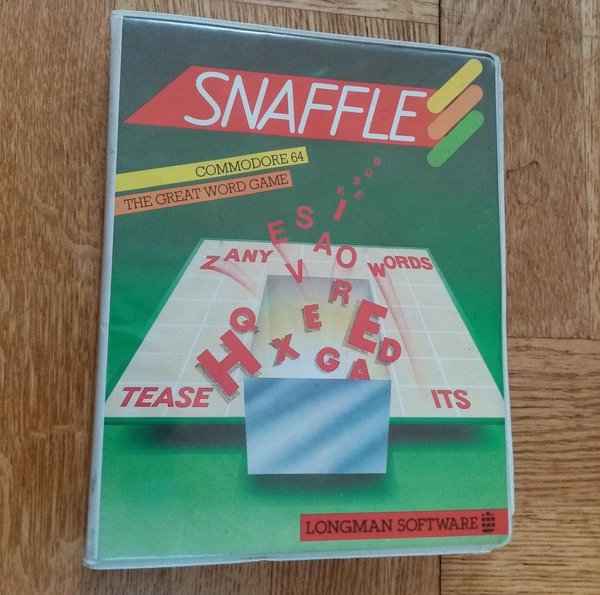 SNAFFLE
COMMODORE 64
THE GREAT WORD GAME
B
G
S
E
K
I
S
E
A
O
ZANY
WORDS
V
R
Q
E
E
D
H
X
G
A
TEASE
ITS
LONGMAN SOFTWARE